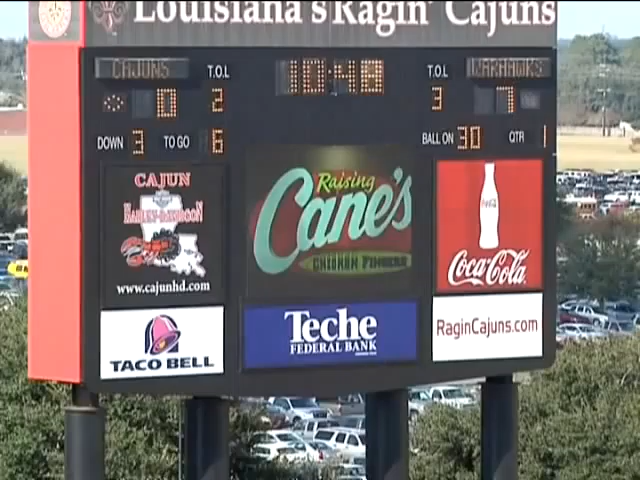 Louisiana's Ragin' Cajuns
CAJUNS T.O.L 10:48 T.O.L WARHAWKS
0 2 3 7
DOWN 3 TO GO 6 BALL ON 30 QTR 1
CAJUN
HARLEY-DAVIDSON
www.cajunhd.com
Raising
Cane's
CHICKEN FINGERS
Coca-Cola
TACO BELL
Teche
FEDERAL BANK
RaginCajuns.com